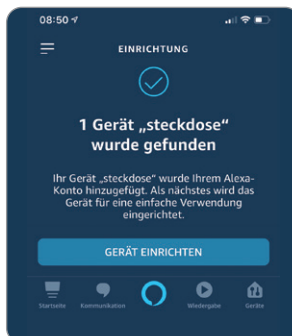 08:50
EINRICHTUNG
1 Gerät „steckdose“
wurde gefunden
Ihr Gerät „steckdose“ wurde Ihrem Alexa-
Konto hinzugefügt. Als nächstes wird das
Gerät für eine einfache Verwendung
eingerichtet.
GERÄT EINRICHTEN
Startseite Kommunikation Wiedergabe Geräte